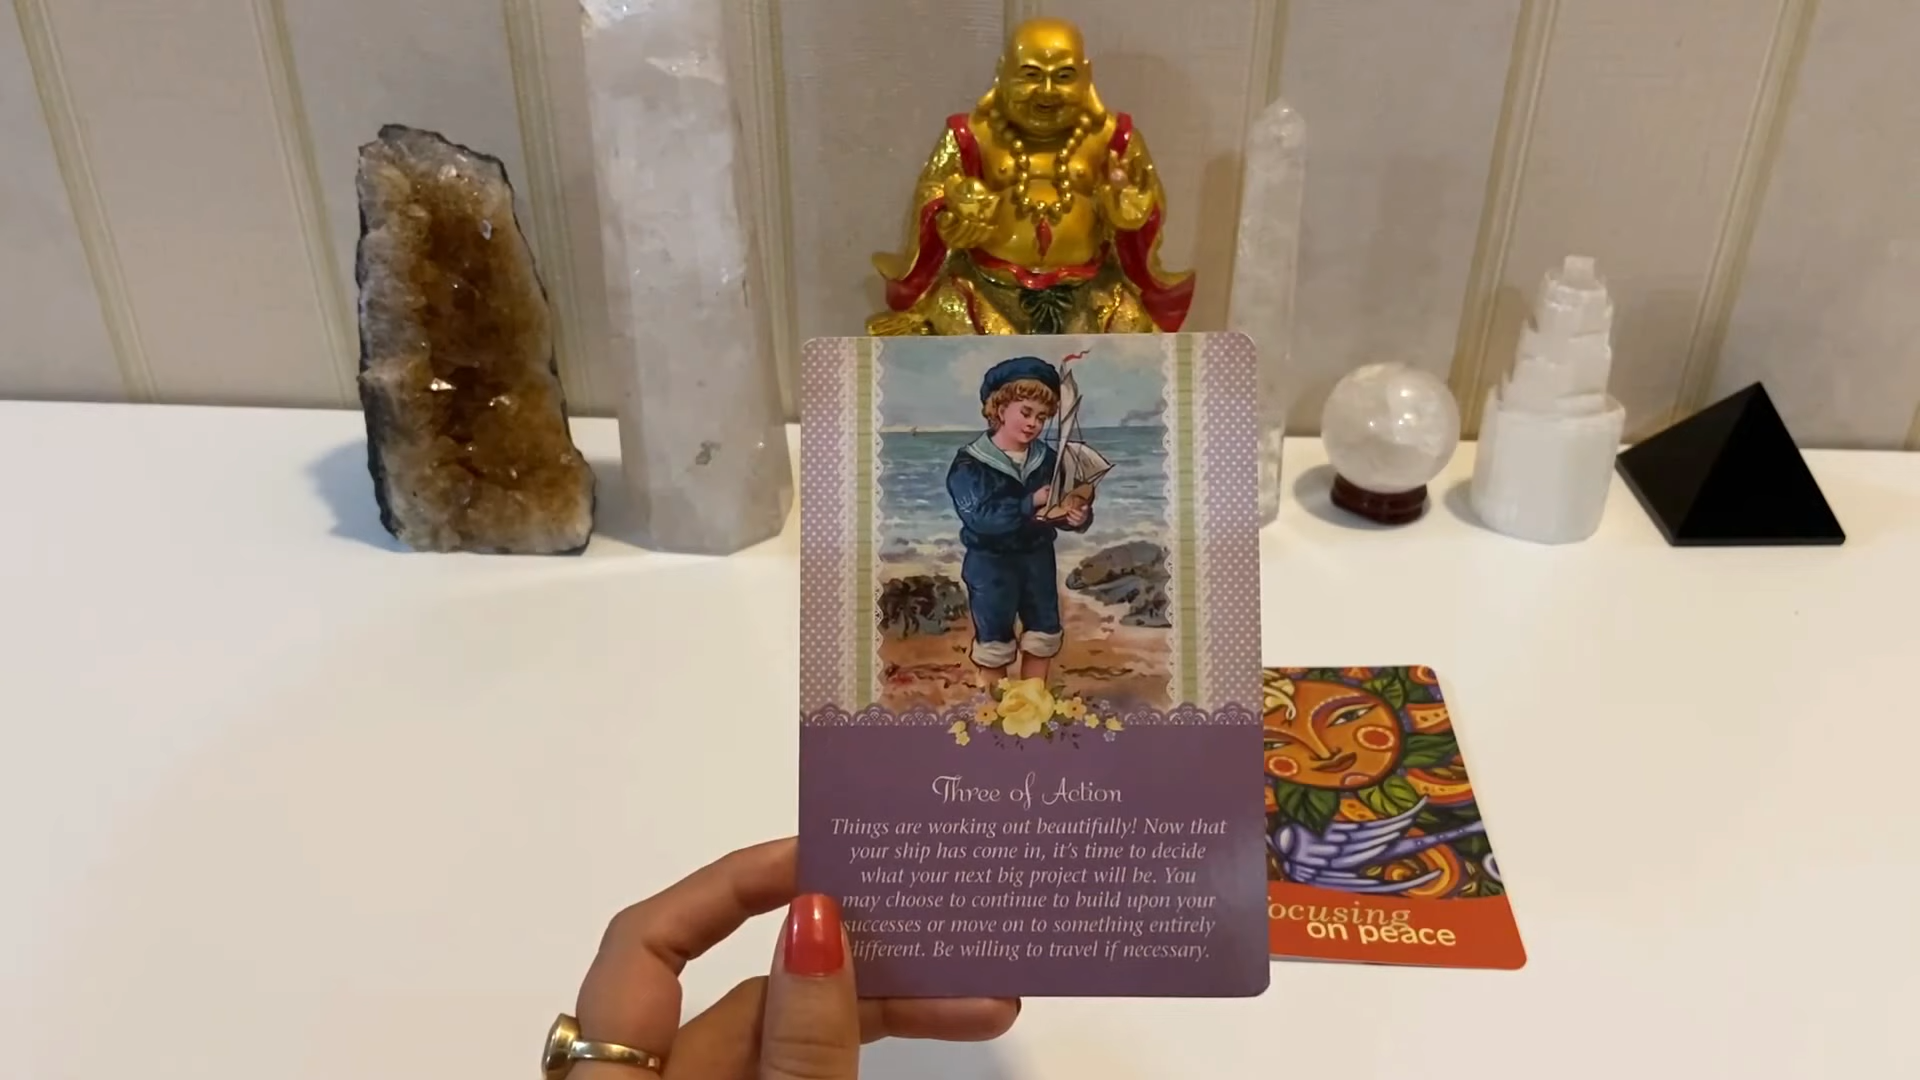 Three of Action
Things are working out beautifully! Now that
your ship has come in, it's time to decide
what your next big project will be. You
may choose to continue to build upon your
successes or move on to something entirely
different. Be willing to travel if necessary.
focusing
on peace